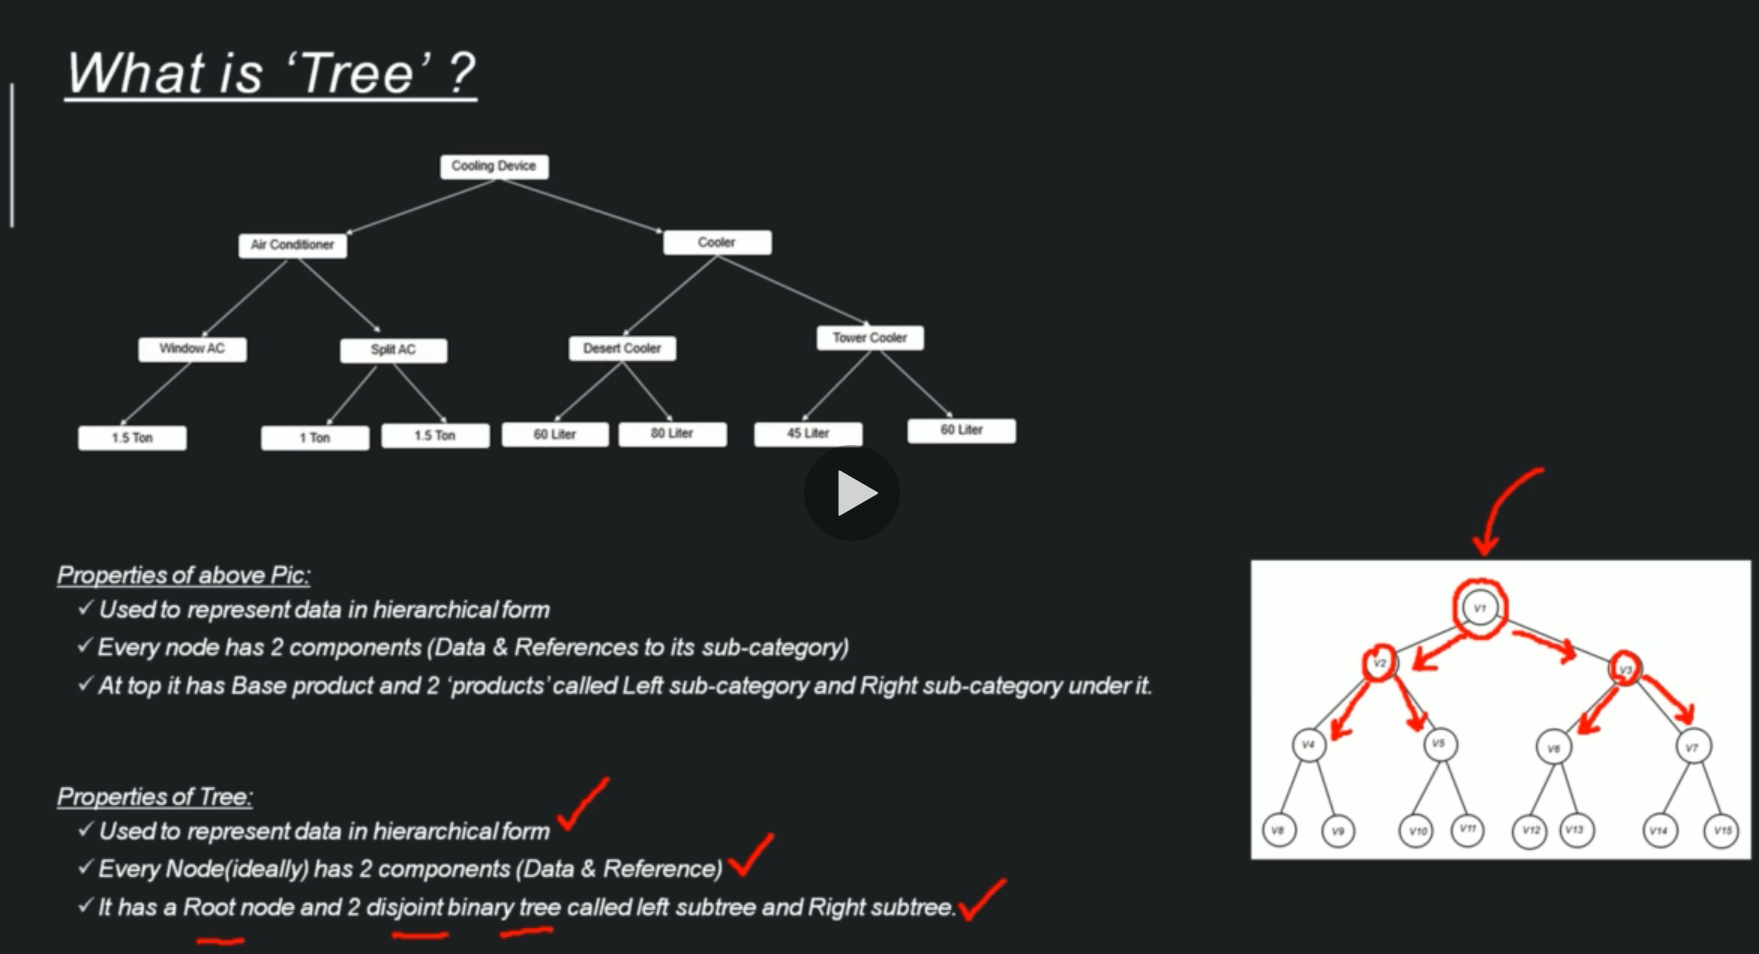 What is ‘Tree’ ?
Cooling Device
Air Conditioner
Cooler
Window AC
Split AC
Desert Cooler
Tower Cooler
1.5 Ton
1 Ton
1.5 Ton
60 Liter
80 Liter
45 Liter
60 Liter
Properties of above Pic:
✓ Used to represent data in hierarchical form
✓ Every node has 2 components (Data & References to its sub-category)
✓ At top it has Base product and 2 ‘products’ called Left sub-category and Right sub-category under it.
Properties of Tree:
✓ Used to represent data in hierarchical form
✓ Every Node(ideally) has 2 components (Data & Reference)
✓ It has a Root node and 2 disjoint binary tree called left subtree and Right subtree.
V1
V2
V3
V4
V5
V6
V7
V8
V9
V10
V11
V12
V13
V14
V15